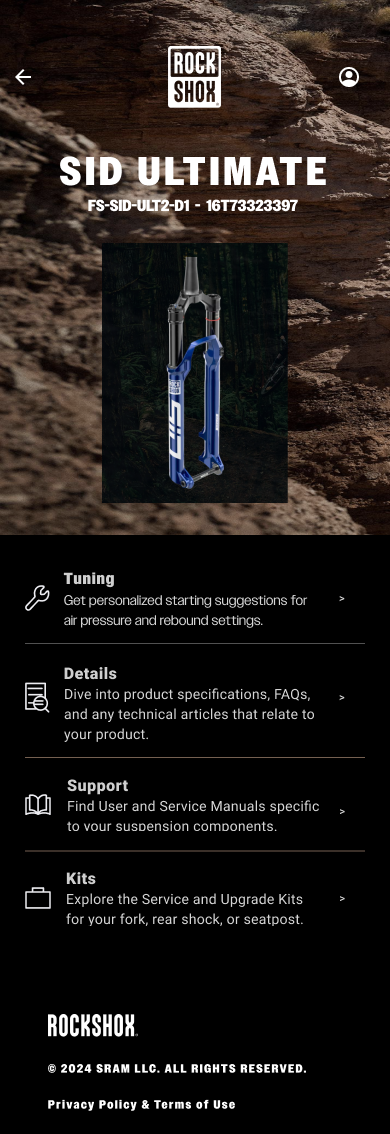 ROCK
SHOX
SID ULTIMATE
FS-SID-ULT2-D1 - 16T73323397
ROCK
SHOX
SID
Tuning
Get personalized starting suggestions for
air pressure and rebound settings.
>
Details
Dive into product specifications, FAQs,
and any technical articles that relate to
your product.
>
Support
Find User and Service Manuals specific
to your suspension components.
>
Kits
Explore the Service and Upgrade Kits
for your fork, rear shock, or seatpost.
>
ROCKSHOX
© 2024 SRAM LLC. ALL RIGHTS RESERVED.
Privacy Policy & Terms of Use